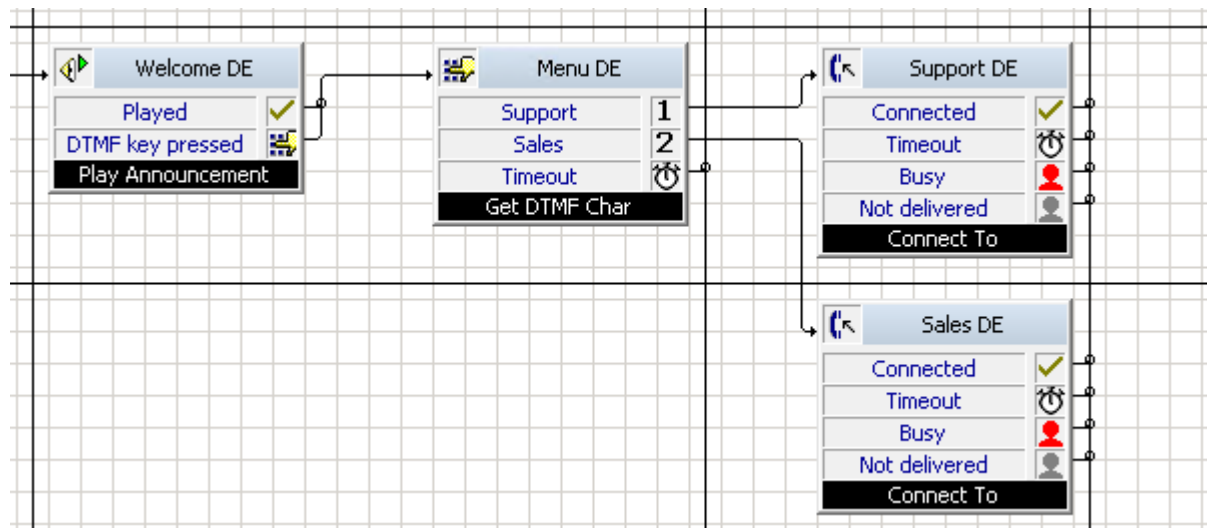 Welcome DE
Played
DTMF key pressed
Play Announcement
Menu DE
Support 1
Sales 2
Timeout
Get DTMF Char
Support DE
Connected
Timeout
Busy
Not delivered
Connect To
Sales DE
Connected
Timeout
Busy
Not delivered
Connect To